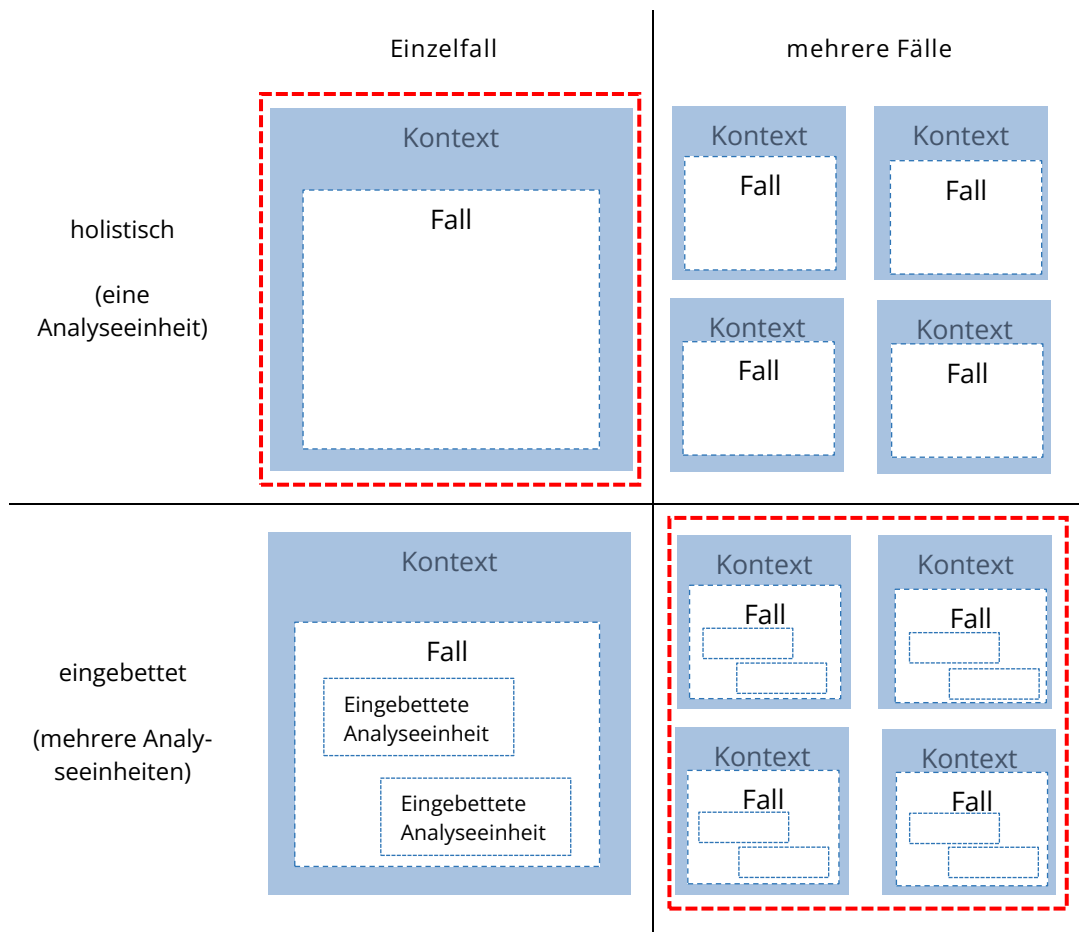 Einzelfall
mehrere Fälle
holistisch
(eine
Analyseeinheit)
Kontext
Fall
Kontext
Fall
Kontext
Fall
Kontext
Fall
Kontext
Fall
eingebettet
(mehrere Analy-
seeinheiten)
Kontext
Fall
Eingebettete
Analyseeinheit
Eingebettete
Analyseeinheit
Kontext
Fall
Kontext
Fall
Kontext
Fall
Kontext
Fall